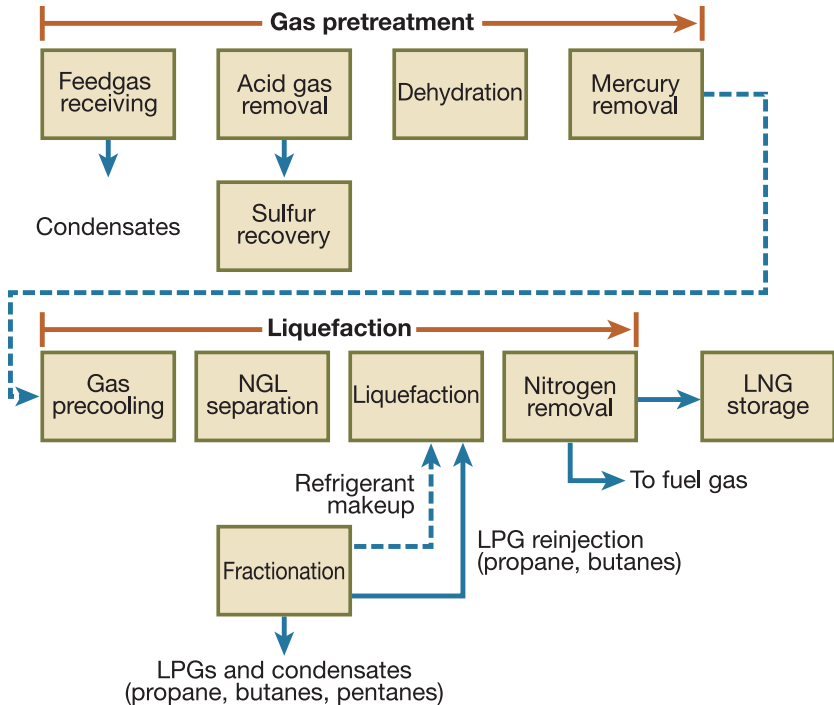 Gas pretreatment
Feedgas
receiving
Acid gas
removal
Dehydration
Mercury
removal
Condensates
Sulfur
recovery
Liquefaction
Gas
precooling
NGL
separation
Liquefaction
Nitrogen
removal
LNG
storage
To fuel gas
Refrigerant
makeup
LPG reinjection
(propane, butanes)
Fractionation
LPGs and condensates
(propane, butanes, pentanes)